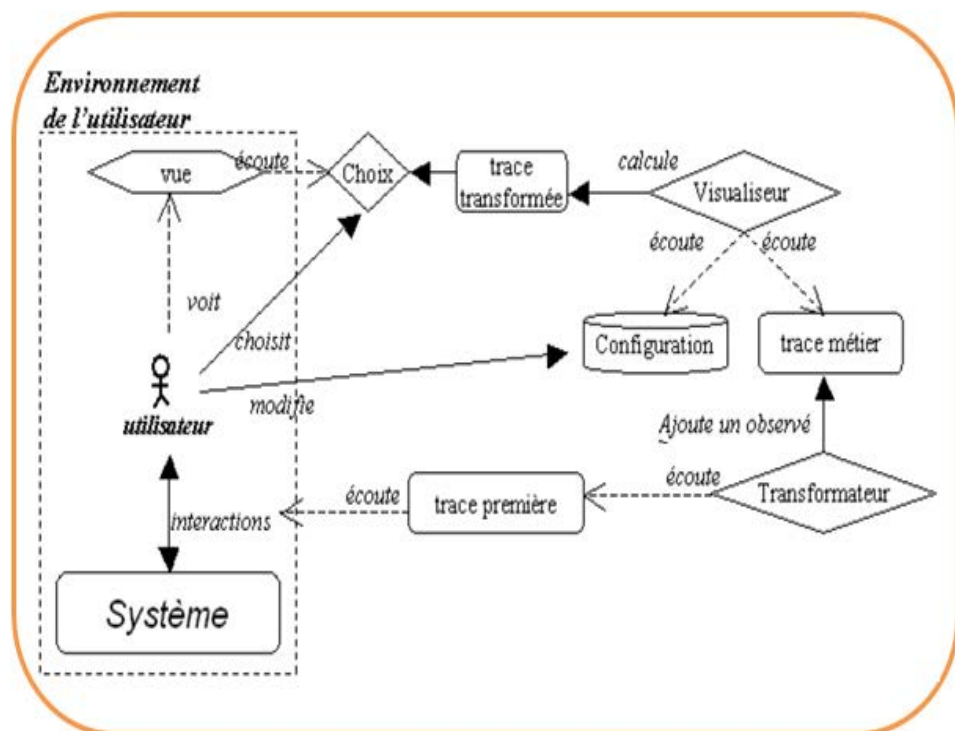 Environnement
de l'utilisateur
vue
écoute
Choix
trace
transformée
calcule
Visualiseur
écoute
écoute
voit
choisit
Configuration
trace métier
modifie
utilisateur
Ajoute un observé
écoute
écoute
trace première
Transformateur
interactions
Système